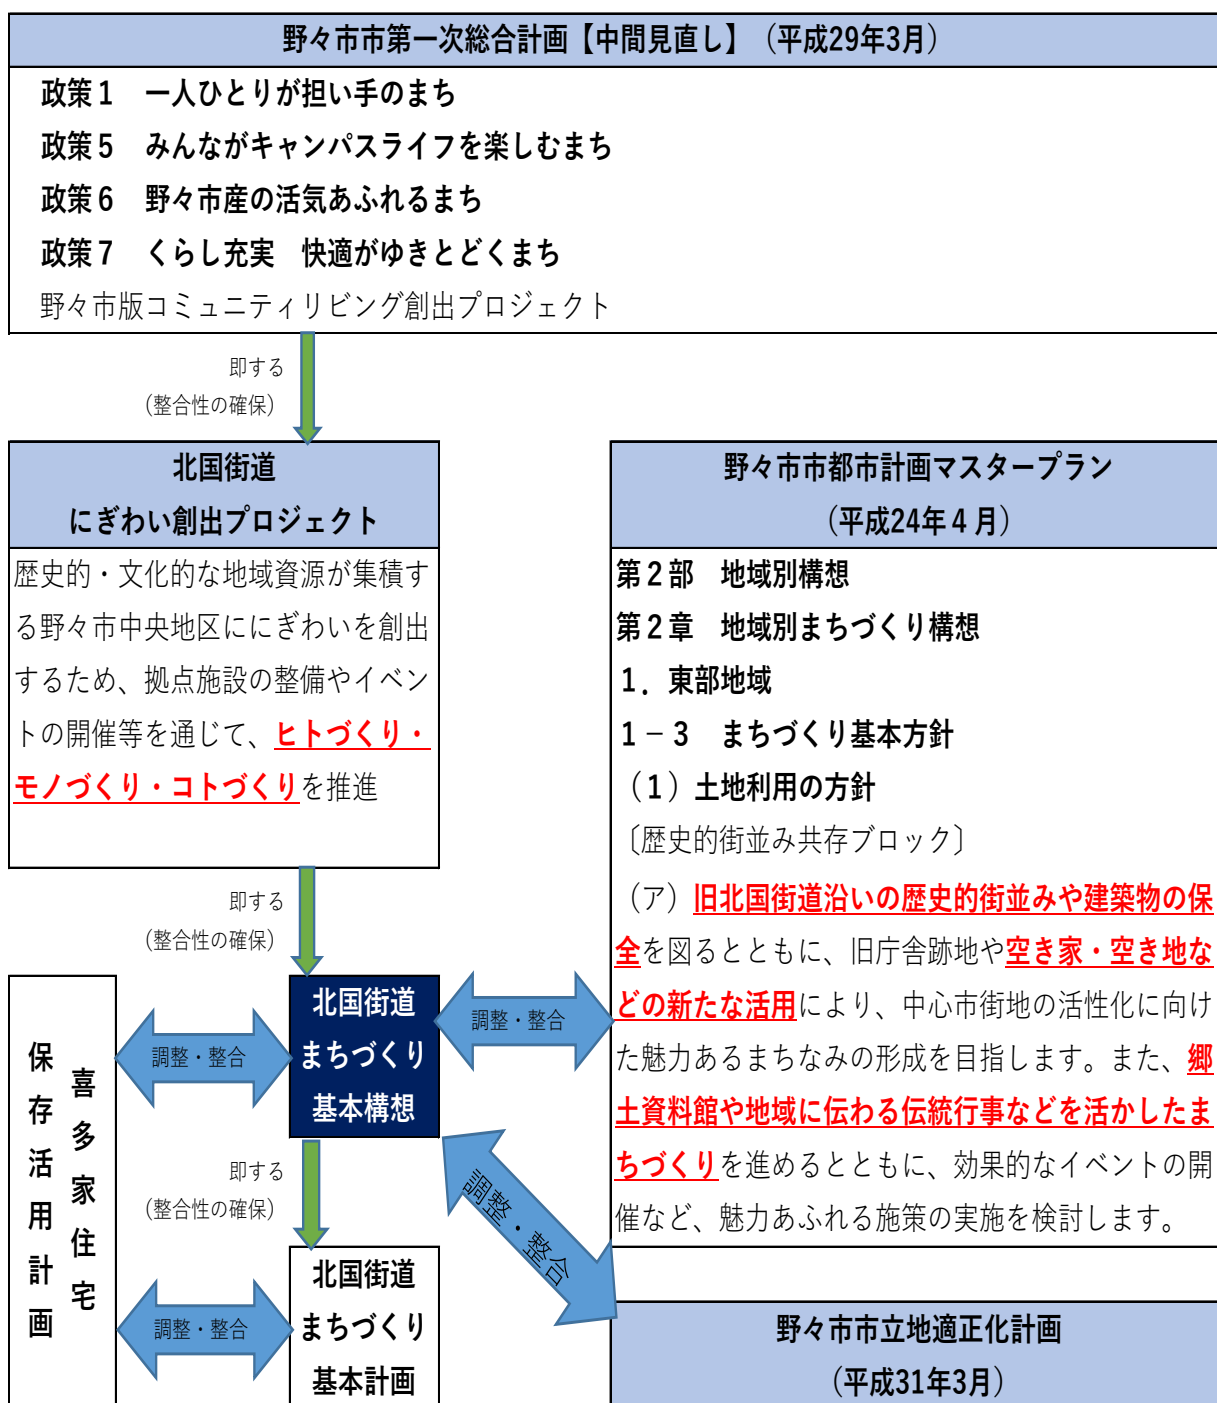 野々市市第一次総合計画【中間見直し】（平成29年3月）
政策１　一人ひとりが担い手のまち
政策５　みんながキャンパスライフを楽しむまち
政策６　野々市産の活気あふれるまち
政策７　くらし充実　快適がゆきとどくまち
野々市版コミュニティリビング創出プロジェクト
即する
（整合性の確保）
北国街道
にぎわい創出プロジェクト
歴史的・文化的な地域資源が集積す
る野々市中央地区ににぎわいを創出
するため、拠点施設の整備やイベン
トの開催等を通じて、ヒトづくり・
モノづくり・コトづくりを推進
野々市市都市計画マスタープラン
（平成24年４月）
第２部　地域別構想
第２章　地域別まちづくり構想
１．東部地域
１－３　まちづくり基本方針
（１）土地利用の方針
〔歴史的街並み共存ブロック〕
（ア）旧北国街道沿いの歴史的街並みや建築物の保
全を図るとともに、旧庁舎跡地や空き家・空き地な
どの新たな活用により、中心市街地の活性化に向け
た魅力あるまちなみの形成を目指します。また、郷
土資料館や地域に伝わる伝統行事などを活かしたま
ちづくりを進めるとともに、効果的なイベントの開
催など、魅力あふれる施策の実施を検討します。
即する
（整合性の確保）
喜多家住宅
保存活用計画
調整・整合
北国街道
まちづくり
基本構想
調整・整合
即する
（整合性の確保）
調整・整合
調整・整合
北国街道
まちづくり
基本計画
野々市市立地適正化計画
（平成31年3月）